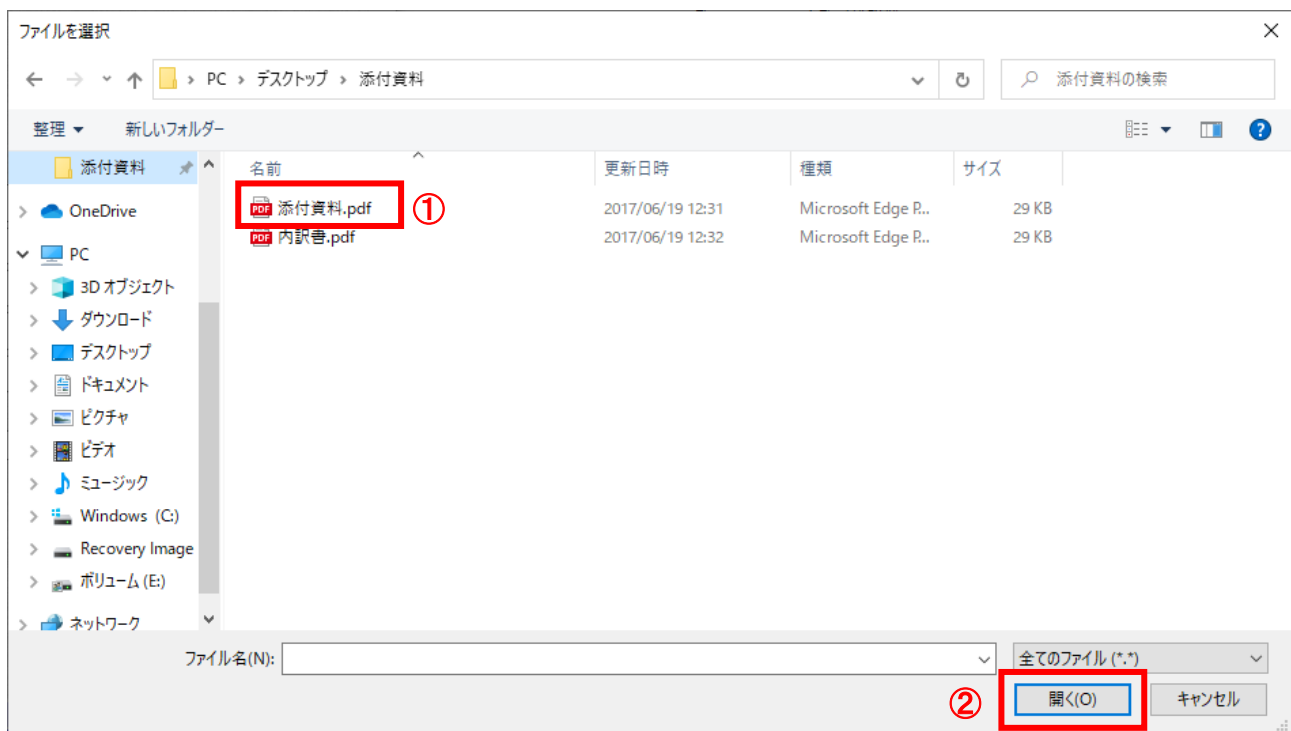 ファイルを選択
PC › デスクトップ › 添付資料
添付資料の検索
整理
新しいフォルダー
添付資料
OneDrive
PC
3D オブジェクト
ダウンロード
デスクトップ
ドキュメント
ピクチャ
ビデオ
ミュージック
Windows (C:)
Recovery Image
ボリューム (E:)
ネットワーク
名前 更新日時 種類 サイズ
PDF 添付資料.pdf ① 2017/06/19 12:31 Microsoft Edge P... 29 KB
PDF 内訳書.pdf 2017/06/19 12:32 Microsoft Edge P... 29 KB
ファイル名(N):
全てのファイル (*.*)
② 開く(O) キャンセル